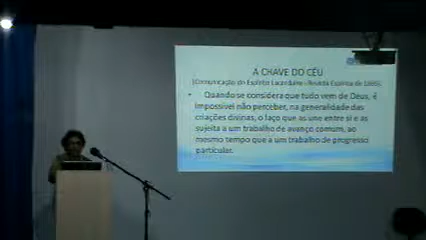 A CHAVE DO CÉU
(Comunicação do Espírito Lacordaire - Revista Espírita de 1865)
• Quando se considera que tudo vem de Deus, é
impossível não perceber, na generalidade das
criações divinas, o laço que as une entre si e as
sujeita a um trabalho de avanço comum, ao
mesmo tempo que a um trabalho de progresso
particular.